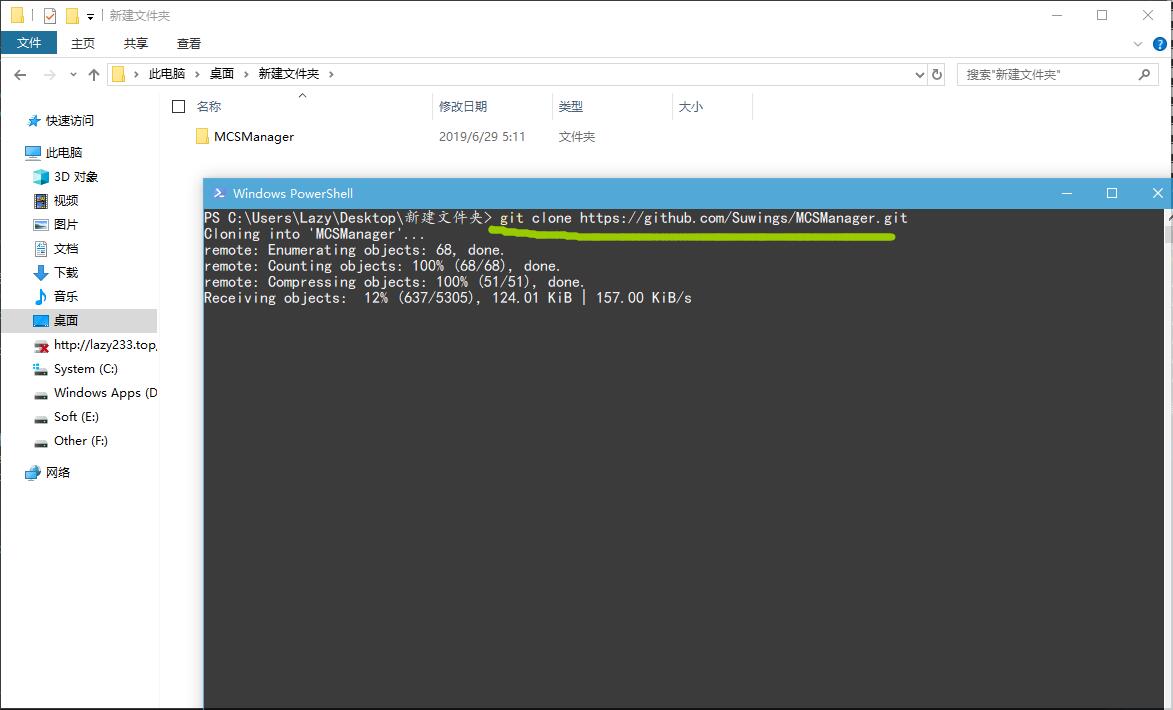 新建文件夹
文件 主页 共享 查看
此电脑 桌面 新建文件夹
搜索"新建文件夹"
名称 修改日期 类型 大小
MCSManager 2019/6/29 5:11 文件夹
快速访问
此电脑
3D 对象
视频
图片
文档
下载
音乐
桌面
http://lazy233.top
System (C:)
Windows Apps (D
Soft (E:)
Other (F:)
网络
Windows PowerShell
PS C:\Users\Lazy\Desktop\新建文件夹> git clone https://github.com/Suwings/MCSManager.git
Cloning into 'MCSManager'...
remote: Enumerating objects: 68, done.
remote: Counting objects: 100% (68/68), done.
remote: Compressing objects: 100% (51/51), done.
Receiving objects:  12% (637/5305), 124.01 KiB | 157.00 KiB/s